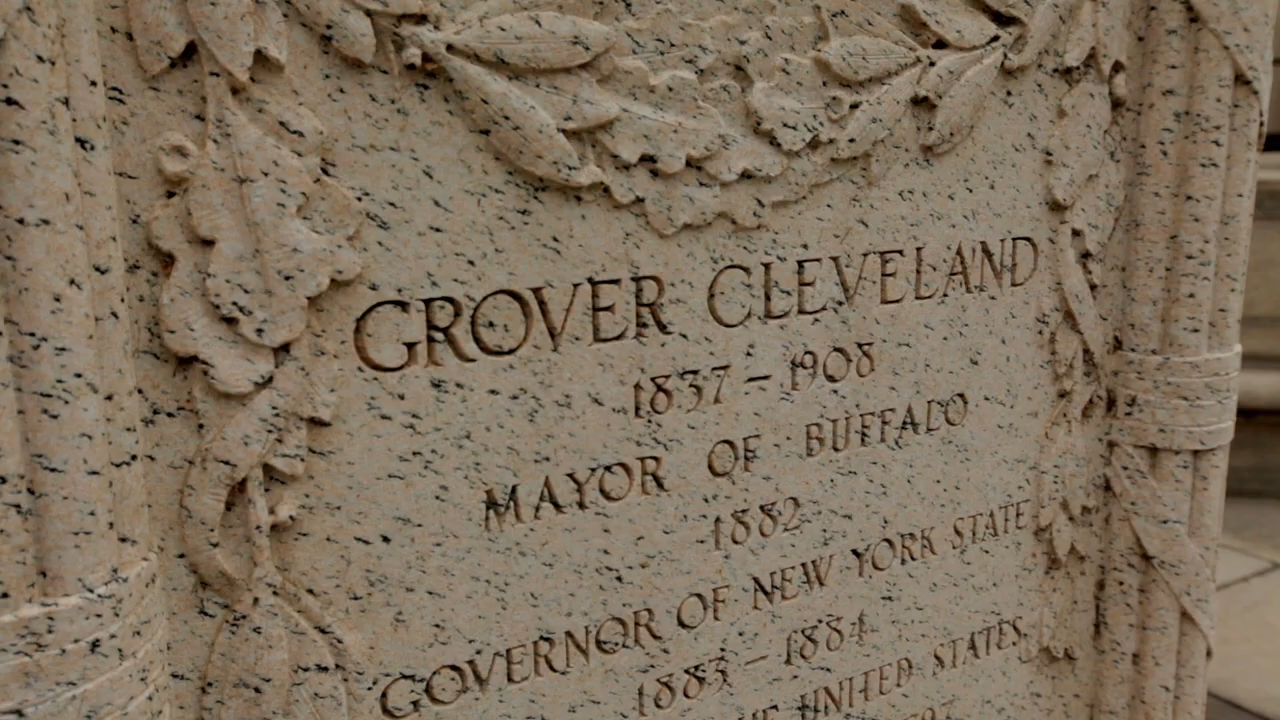 GROVER CLEVELAND
1837 – 1908
MAYOR OF BUFFALO
1882
GOVERNOR OF NEW YORK STATE
1883 – 1884
UNITED STATES